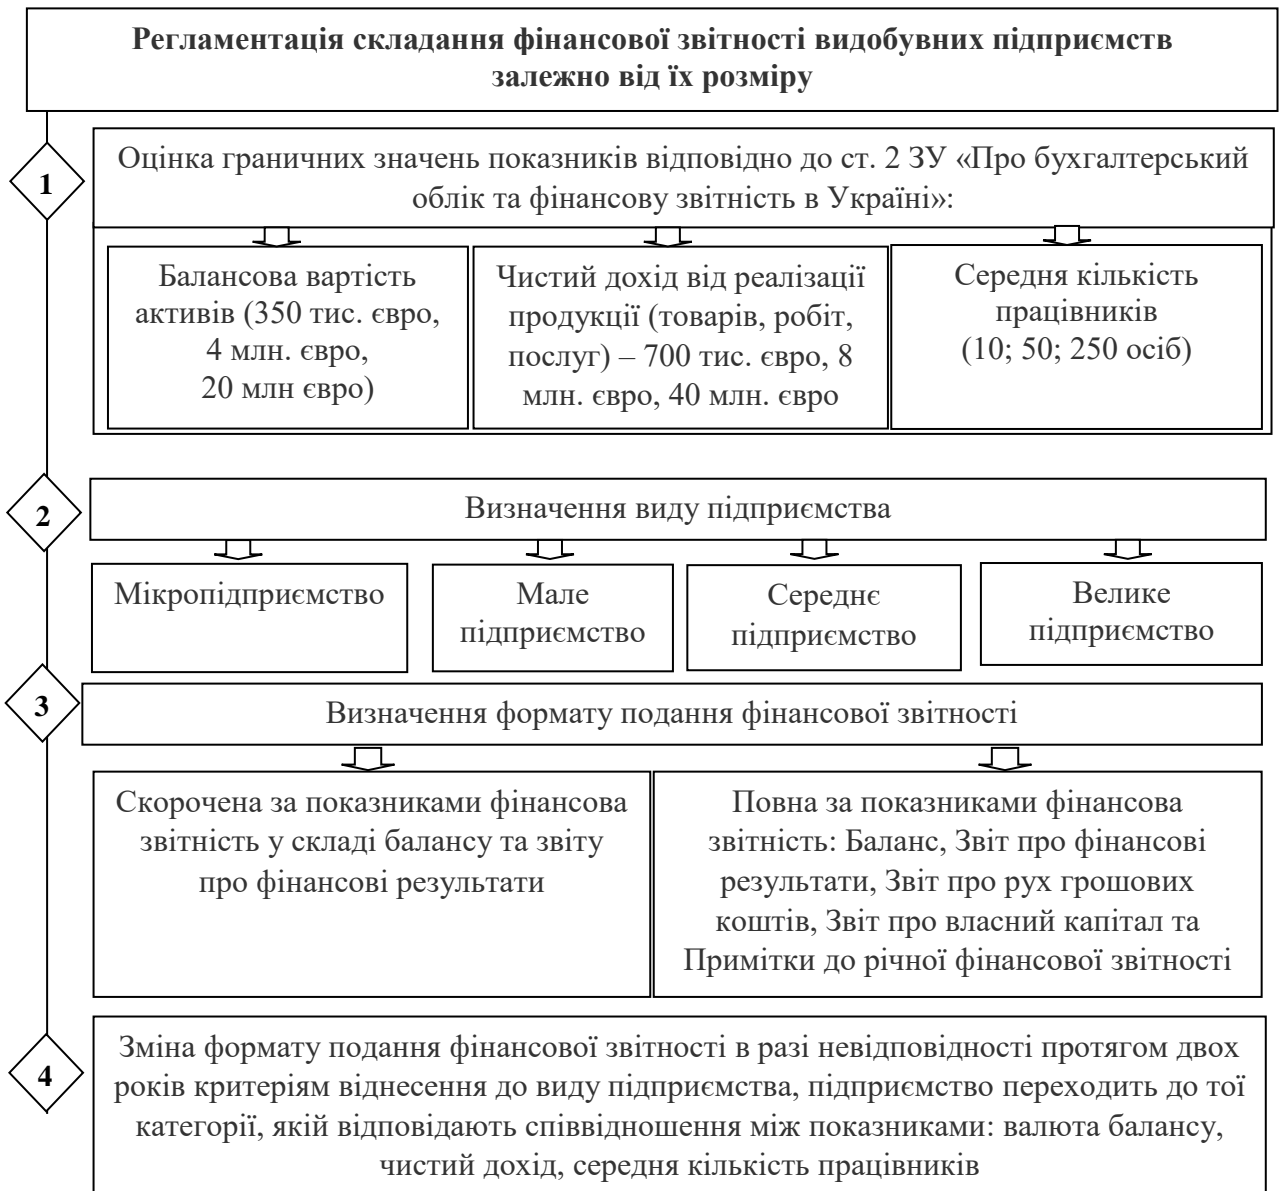 Регламентація складання фінансової звітності видобувних підприємств
залежно від їх розміру
1
Оцінка граничних значень показників відповідно до ст. 2 ЗУ «Про бухгалтерський
облік та фінансову звітність в Україні»:
Балансова вартість
активів (350 тис. євро,
4 млн. євро,
20 млн євро)
Чистий дохід від реалізації
продукції (товарів, робіт,
послуг) – 700 тис. євро, 8
млн. євро, 40 млн. євро
Середня кількість
працівників
(10; 50; 250 осіб)
2
Визначення виду підприємства
Мікропідприємство
Мале
підприємство
Середнє
підприємство
Велике
підприємство
3
Визначення формату подання фінансової звітності
Скорочена за показниками фінансова
звітність у складі балансу та звіту
про фінансові результати
Повна за показниками фінансова
звітність: Баланс, Звіт про фінансові
результати, Звіт про рух грошових
коштів, Звіт про власний капітал та
Примітки до річної фінансової звітності
4
Зміна формату подання фінансової звітності в разі невідповідності протягом двох
років критеріям віднесення до виду підприємства, підприємство переходить до тої
категорії, якій відповідають співвідношення між показниками: валюта балансу,
чистий дохід, середня кількість працівників